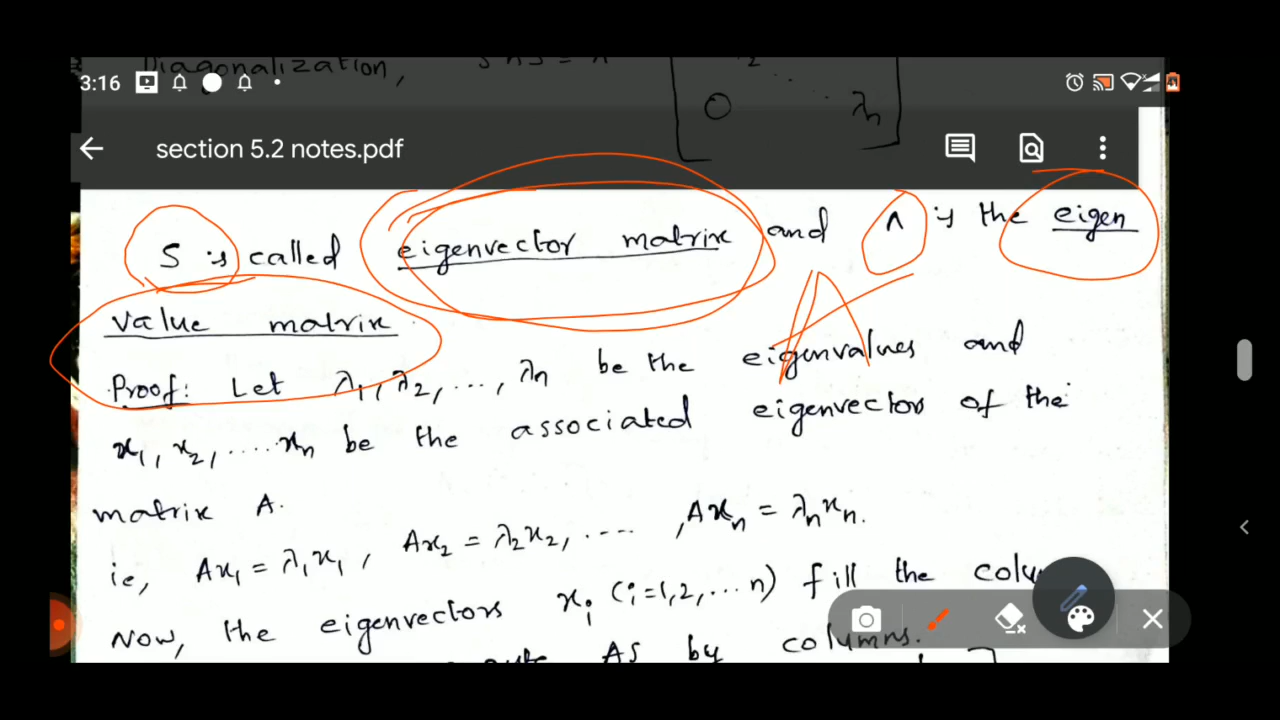 Diagonalization,
0 λn
3:16
section 5.2 notes.pdf
S is called eigenvector matrix and Λ is the eigen
value matrix
Proof: Let λ1, λ2, ..., λn be the eigenvalues and
x1, x2, ....xn be the associated eigenvector of the
matrix A.
ie, Ax1 = λ1x1, Ax2 = λ2x2, .... , Axn = λnxn.
Now, the eigenvectors xi (i=1,2,...n) fill the
AS by columns.